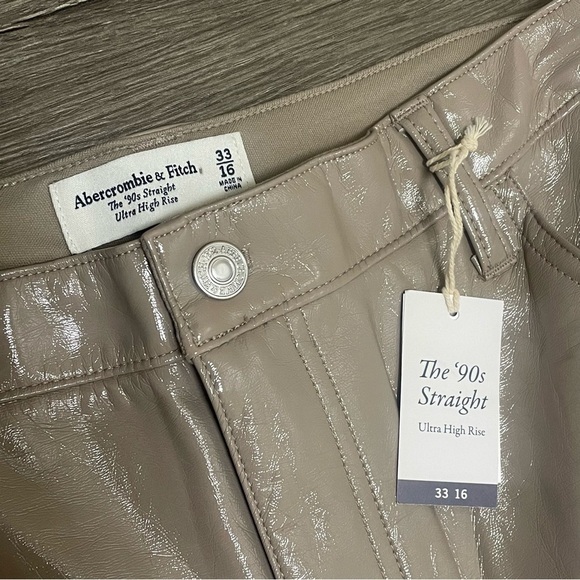 Abercrombie & Fitch
The '90s Straight
Ultra High Rise
33
16
MADE IN
CHINA
The '90s
Straight
Ultra High Rise
33 16